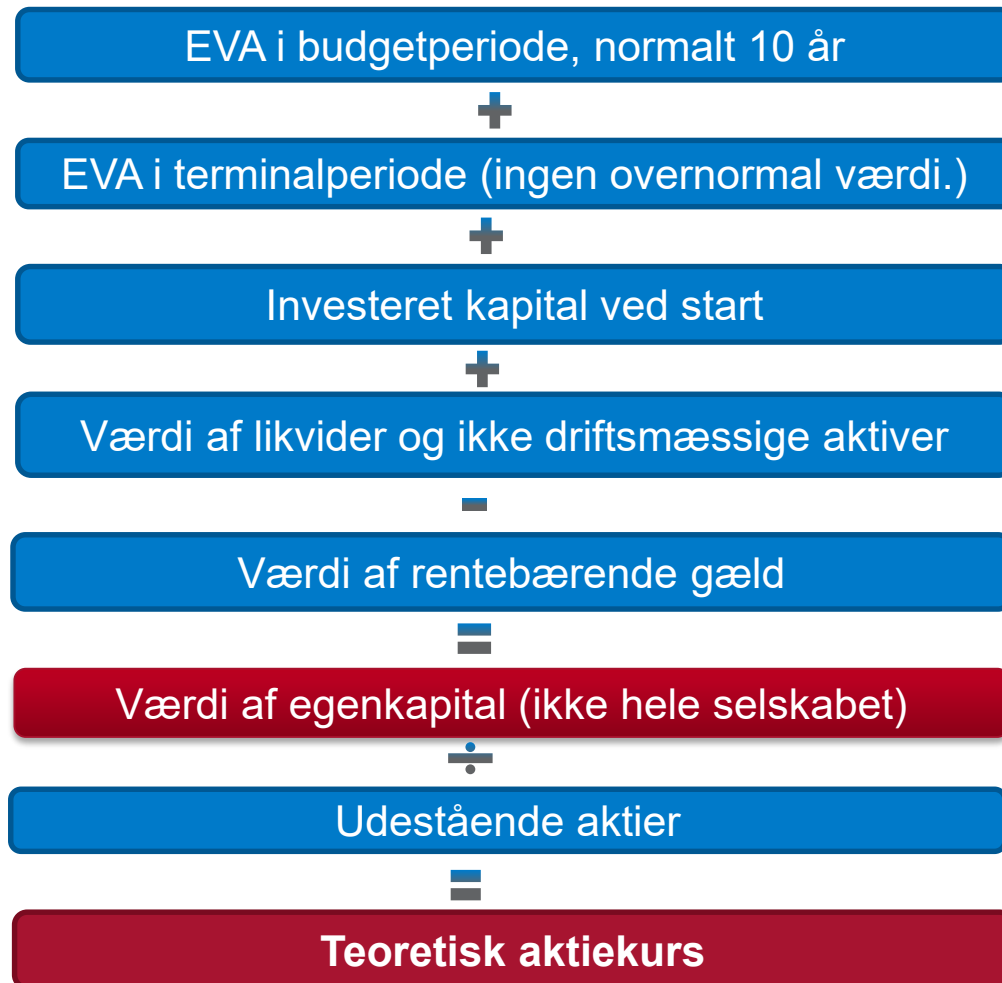 EVA i budgetperiode, normalt 10 år
+
EVA i terminalperiode (ingen overnormal værdi.)
+
Investeret kapital ved start
+
Værdi af likvider og ikke driftsmæssige aktiver
-
Værdi af rentebærende gæld
=
Værdi af egenkapital (ikke hele selskabet)
÷
Udestående aktier
=
Teoretisk aktiekurs